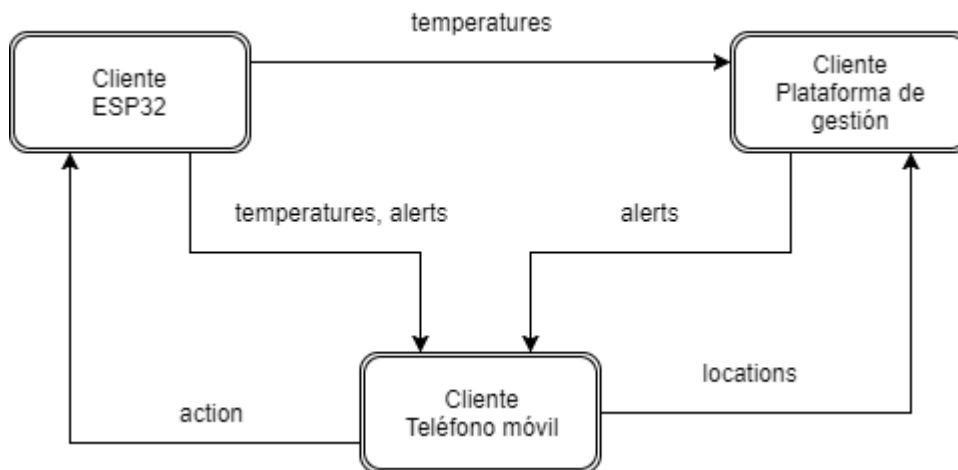 temperatures
Cliente
ESP32
Cliente
Plataforma de
gestión
temperatures, alerts
alerts
Cliente
Teléfono móvil
locations
action